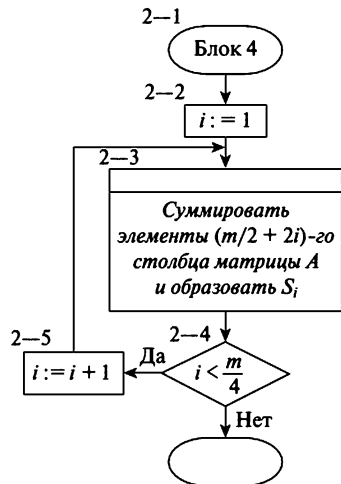 2—1
Блок 4
2—2
i := 1
2—3
Суммировать
элементы (m/2 + 2i)-го
столбца матрицы A
и образовать Sᵢ
2—4
2—5
Да
i := i + 1
i < m/4
Нет